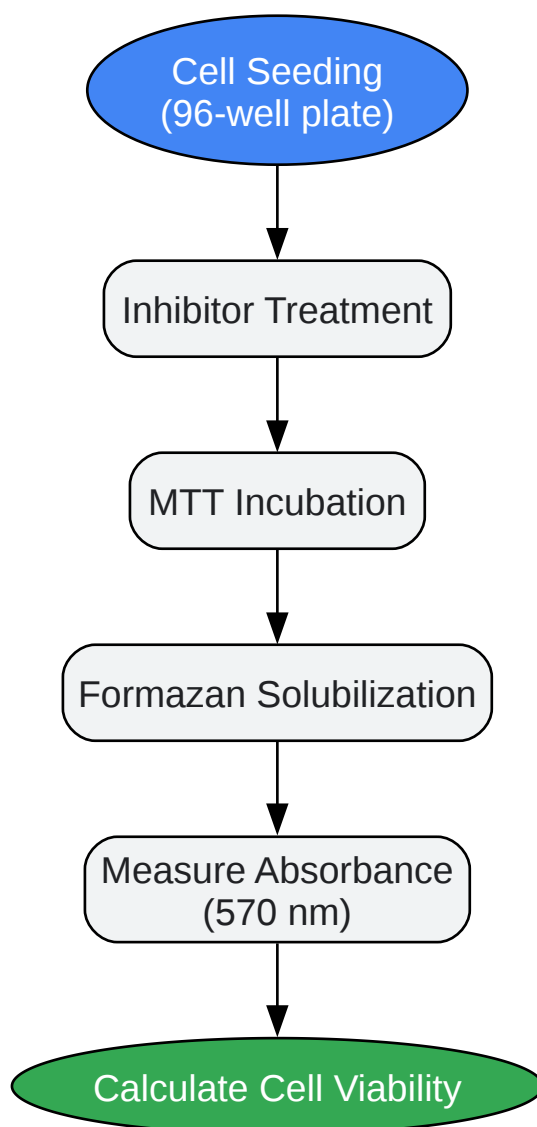 Cell Seeding
(96-well plate)
Inhibitor Treatment
MTT Incubation
Formazan Solubilization
Measure Absorbance
(570 nm)
Calculate Cell Viability